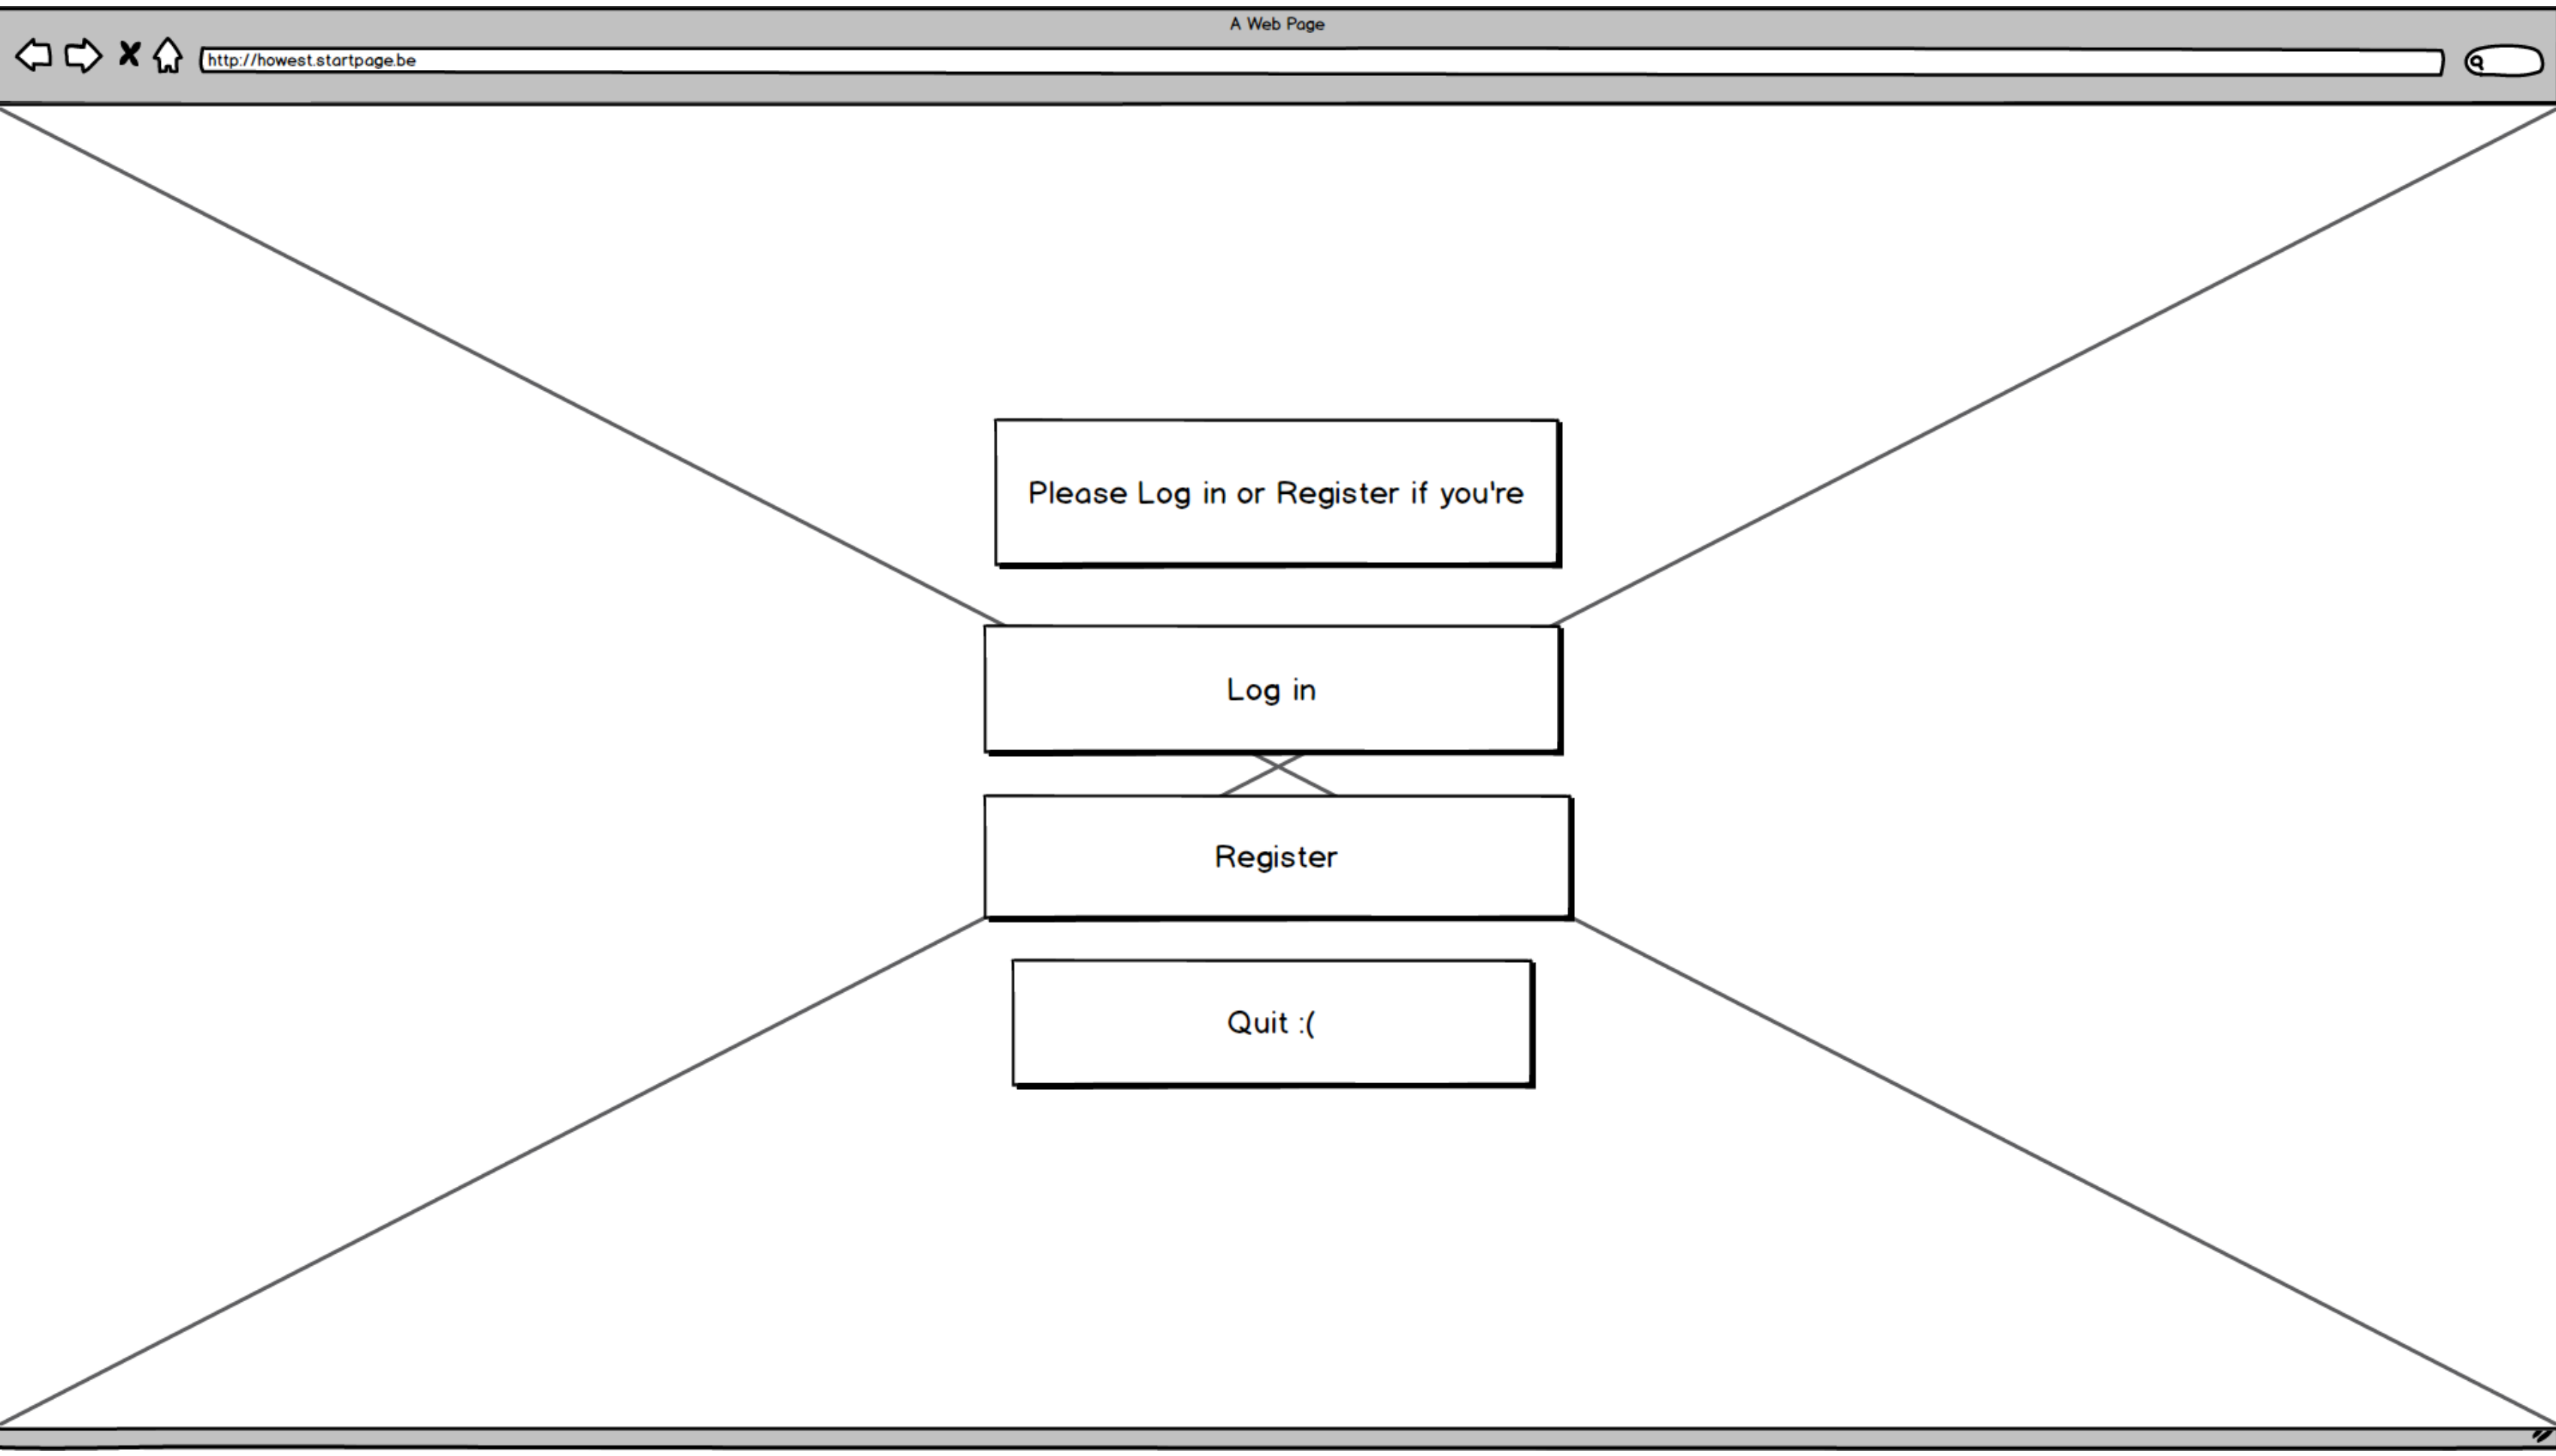 A Web Page
http://howest.startpage.be
Please Log in or Register if you're
Log in
Register
Quit :(